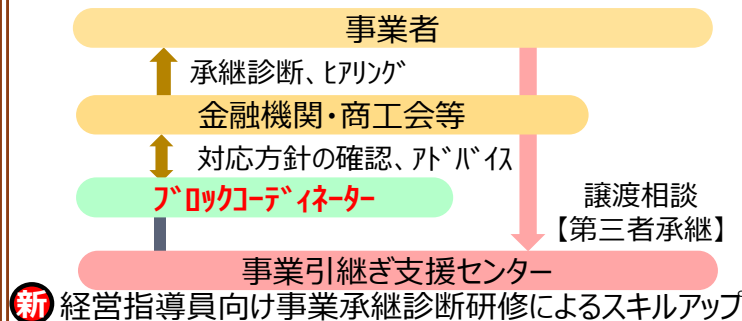 事業者
承継診断、ﾋｱﾘﾝｸﾞ
金融機関・商工会等
対応方針の確認、ｱﾄﾞﾊﾞｲｽ
ﾌﾞﾛｯｸｺｰﾃﾞｨﾈｰﾀｰ
譲渡相談
【第三者承継】
事業引継ぎ支援センター
新 経営指導員向け事業承継診断研修によるスキルアップ